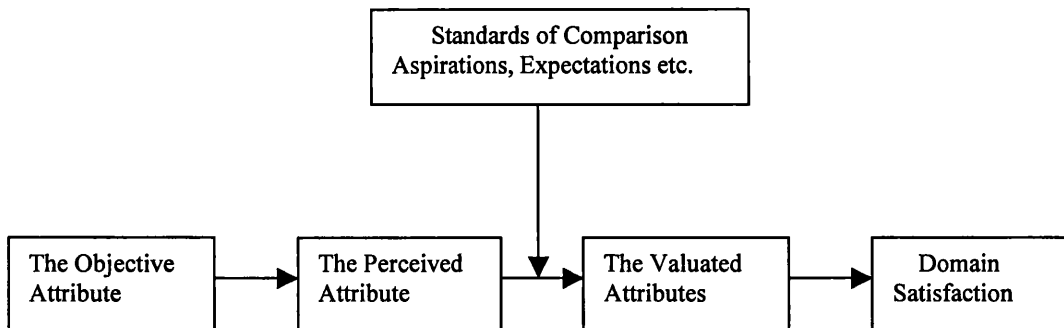 Standards of Comparison
Aspirations, Expectations etc.
The Objective
Attribute
The Perceived
Attribute
The Valuated
Attributes
Domain
Satisfaction